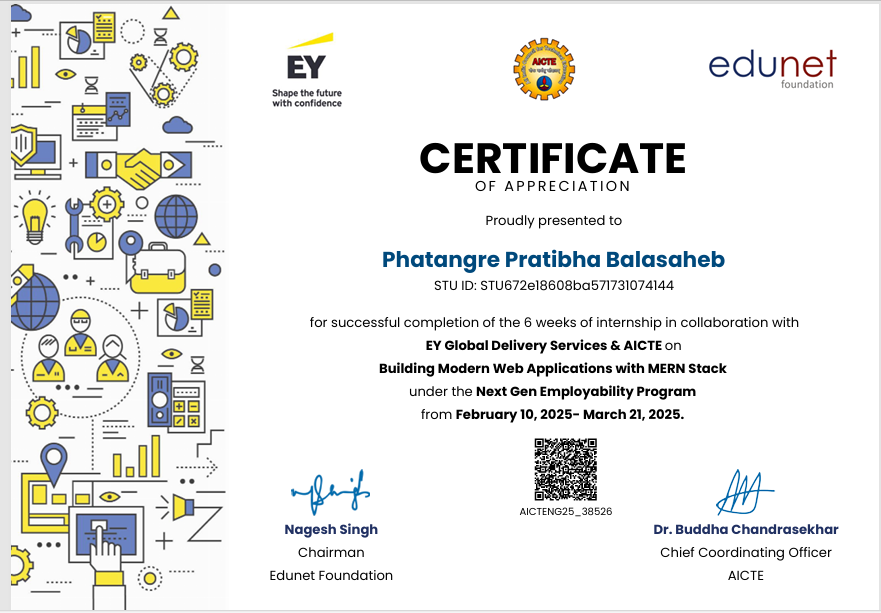 EY
Shape the future
with confidence
AICTE
edunet
foundation
CERTIFICATE
OF APPRECIATION
Proudly presented to
Phatangre Pratibha Balasaheb
STU ID: STU672e18608ba571731074144
for successful completion of the 6 weeks of internship in collaboration with
EY Global Delivery Services & AICTE on
Building Modern Web Applications with MERN Stack
under the Next Gen Employability Program
from February 10, 2025- March 21, 2025.
AICTENG25_38526
Nagesh Singh
Chairman
Edunet Foundation
Dr. Buddha Chandrasekhar
Chief Coordinating Officer
AICTE